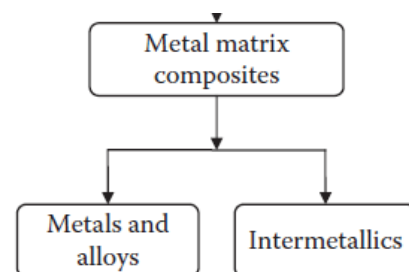 Metal matrix
composites
Metals and
alloys
Intermetallics